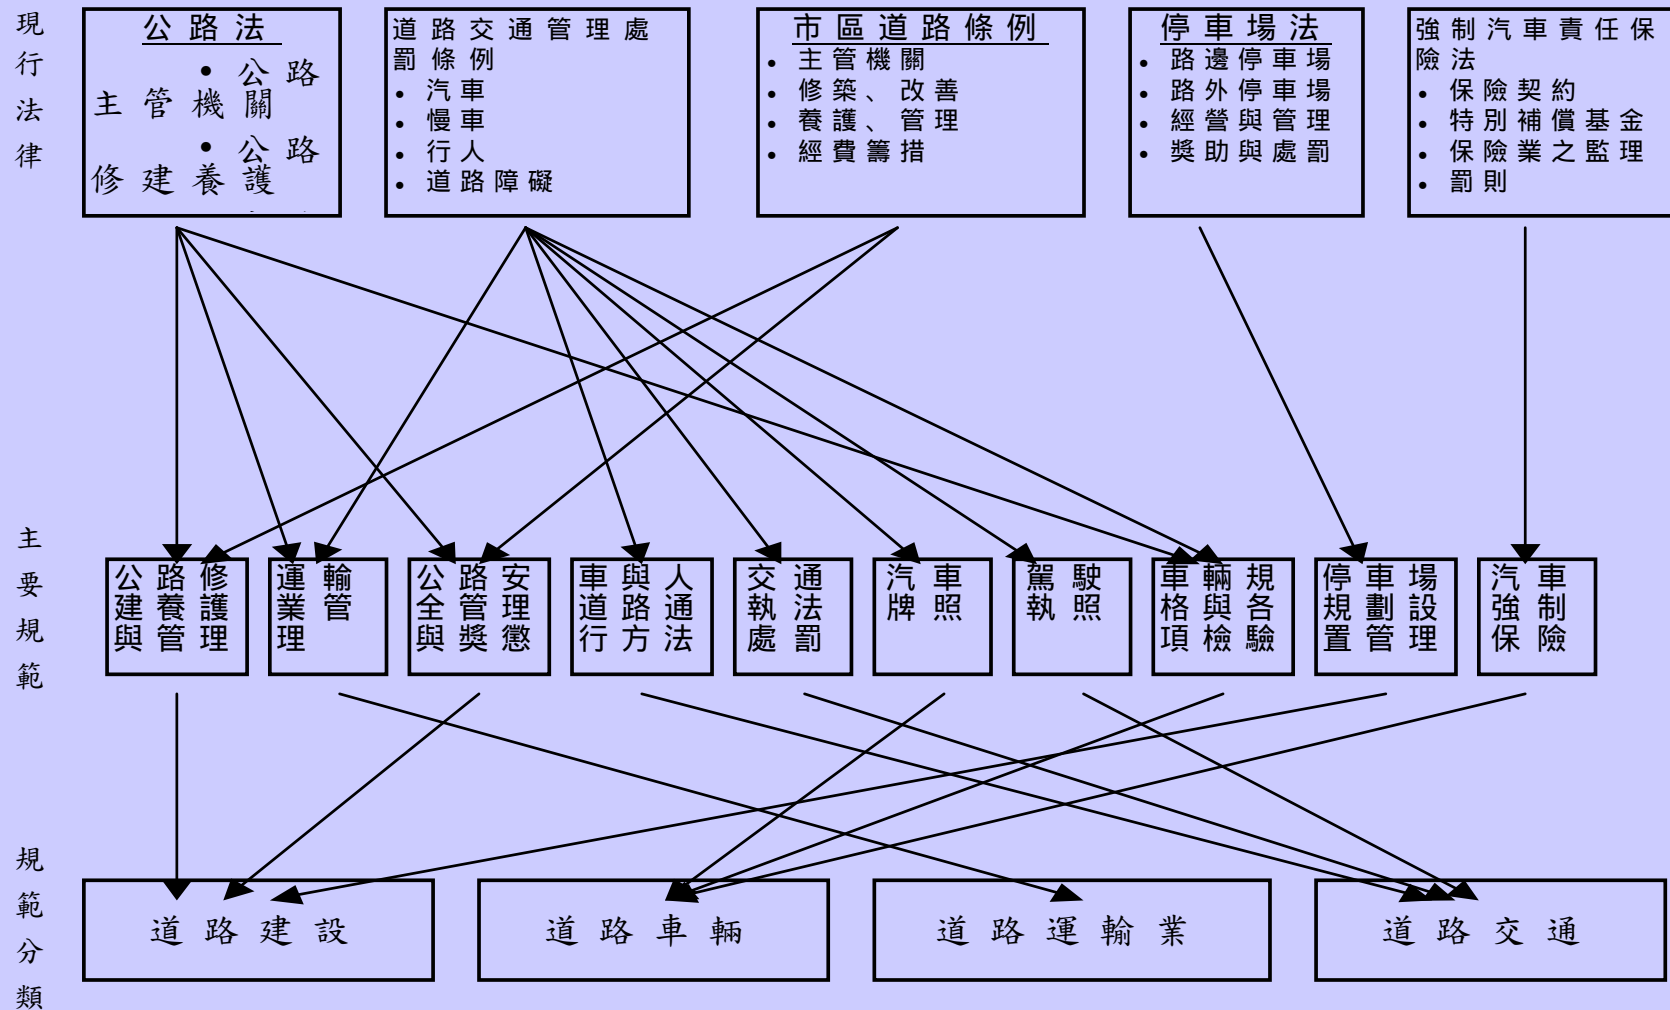 現
行
法
律
公路法
• 公路
主管機關
• 公路
修建養護
道路交通管理處
罰條例
• 汽車
• 慢車
• 行人
• 道路障礙
市區道路條例
• 主管機關
• 修築、改善
• 養護、管理
• 經費籌措
停車場法
• 路邊停車場
• 路外停車場
• 經營與管理
• 獎助與處罰
強制汽車責任保
險法
• 保險契約
• 特別補償基金
• 保險業之監理
• 罰則
主
要
規
範
公路修
建養護
與管理
運輸
業管
理
公路安
全管理
與獎懲
車與人
道路通
行方法
交通
執法
處罰
汽車
牌照
駕駛
執照
車輛規
格與各
項檢驗
停車場
規劃設
置管理
汽車
強制
保險
規
範
分
類
道路建設
道路車輛
道路運輸業
道路交通